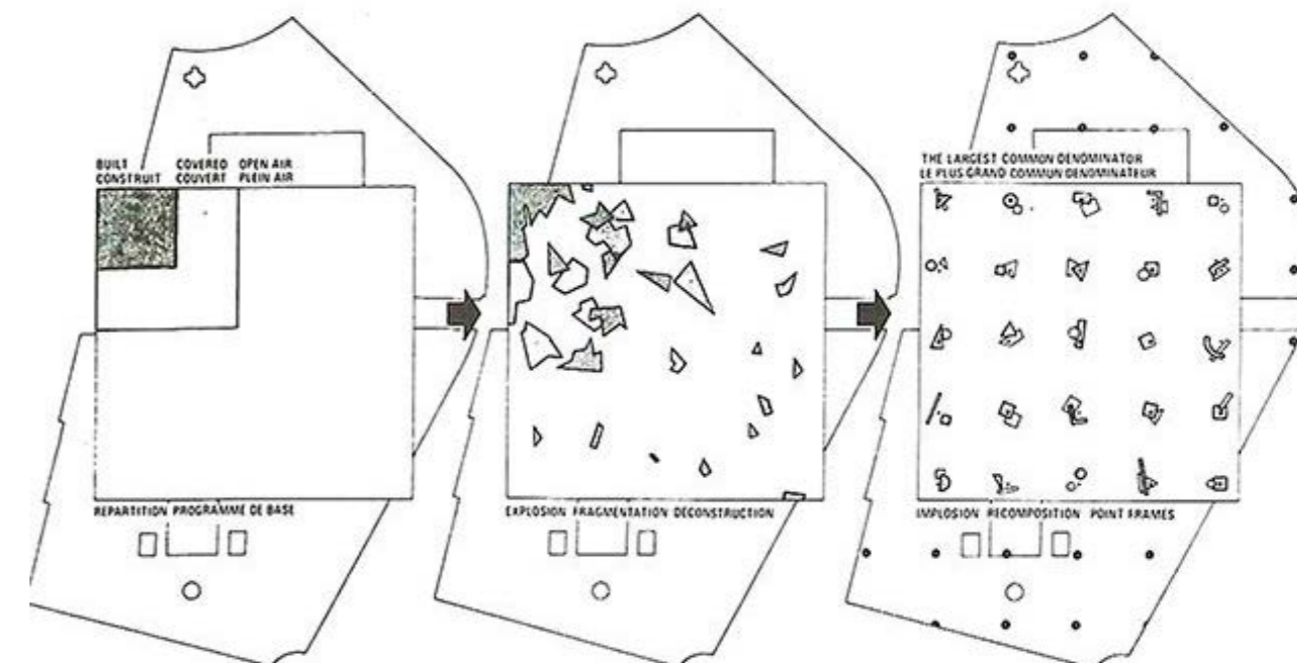 BUILT COVERED OPEN AIR
CONSTRUIT COUVERT PLEIN AIR
REPARTITION PROGRAMME DE BASE
EXPLOSION FRAGMENTATION DECONSTRUCTION
THE LARGEST COMMON DENOMINATOR
LE PLUS GRAND COMMUN DENOMINATEUR
IMPLOSION RECOMPOSITION POINT FRAMES